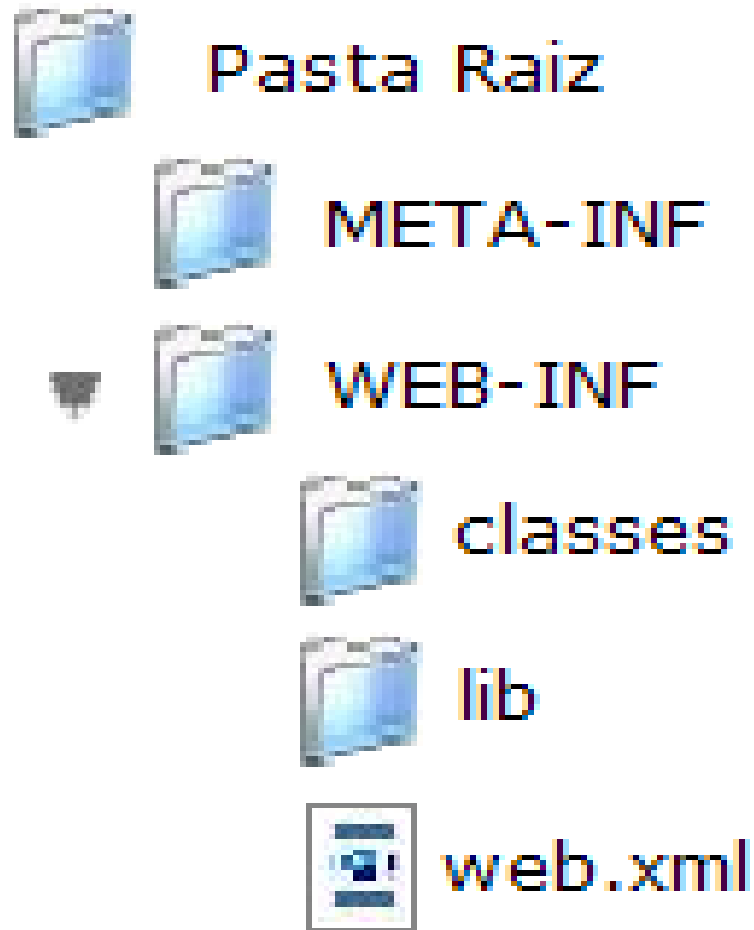 Pasta Raiz
META-INF
WEB-INF
classes
lib
web.xml